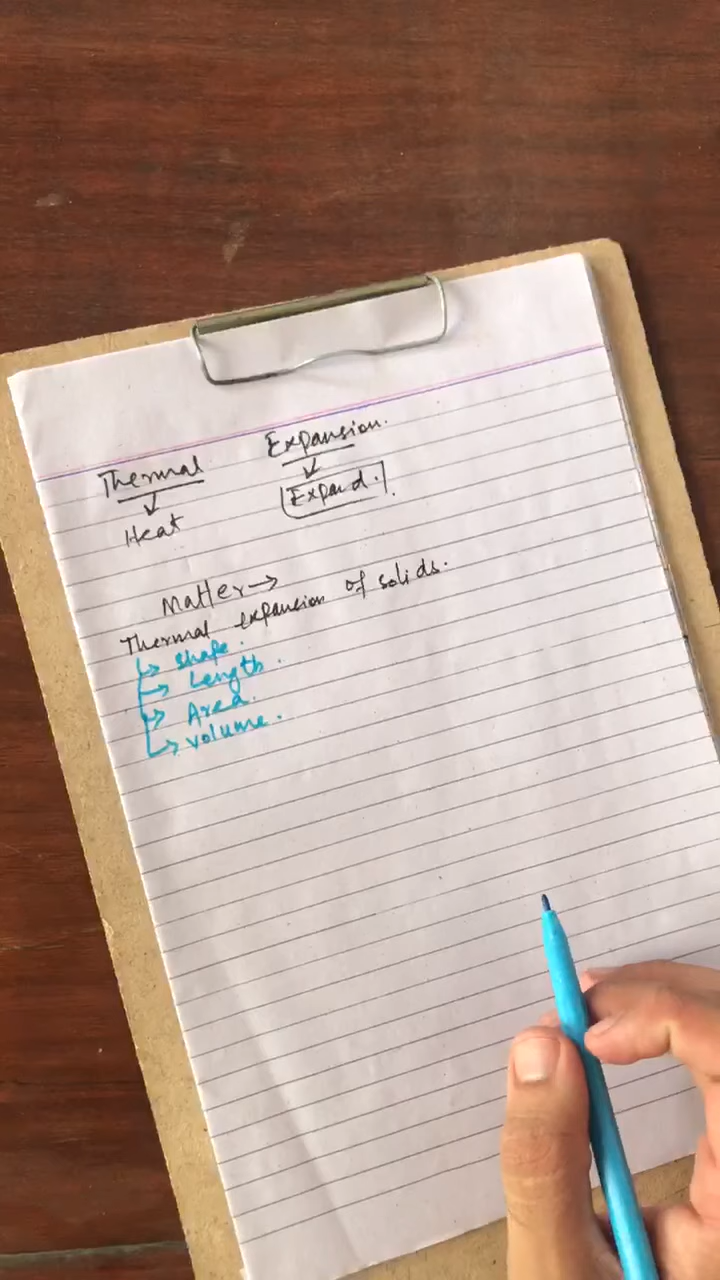 Thermal Expansion.
↓ ↓
Heat Expand.
Matter →
Thermal expansion of solids.
↳ shape.
→ Length.
→ Area.
↳ volume.